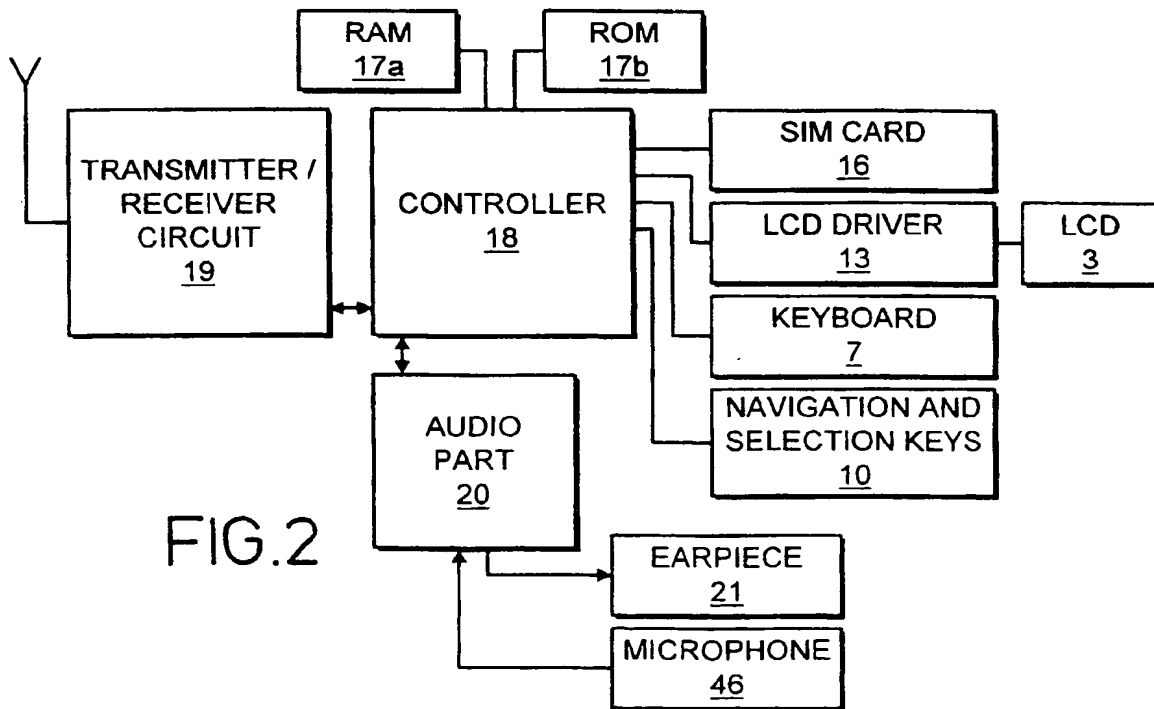 RAM
17a
ROM
17b
TRANSMITTER /
RECEIVER
CIRCUIT
19
CONTROLLER
18
SIM CARD
16
LCD DRIVER
13
LCD
3
KEYBOARD
7
NAVIGATION AND
SELECTION KEYS
10
AUDIO
PART
20
FIG.2
EARPIECE
21
MICROPHONE
46